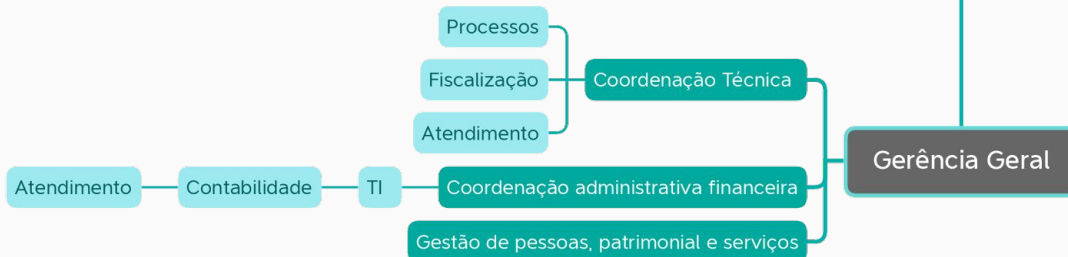 Processos
Fiscalização
Coordenação Técnica
Atendimento
Gerência Geral
Atendimento
Contabilidade
TI
Coordenação administrativa financeira
Gestão de pessoas, patrimonial e serviços